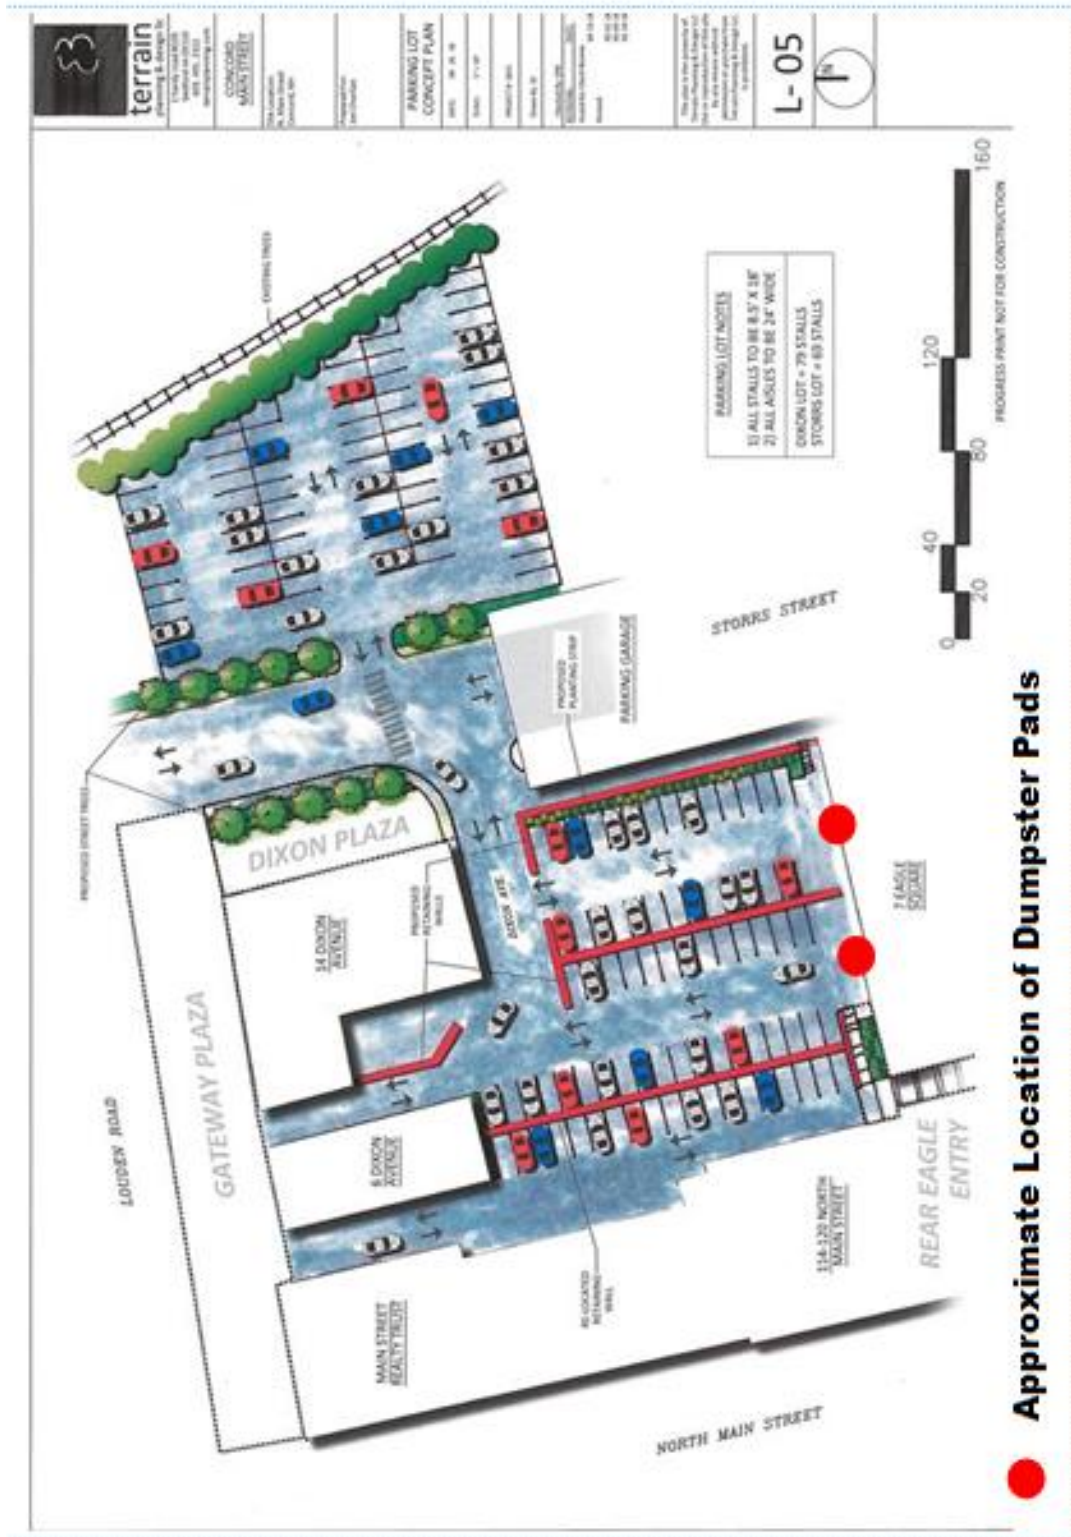 terrain
planning & design llc
CONCORD
MAIN STREET
PARKING LOT
CONCEPT PLAN
L- 05
N
EXISTING TREES
PARKING LOT NOTES
1) ALL STALLS TO BE 8.5' X 18'
2) ALL AISLES TO BE 24' WIDE
DIXON LOT = 79 STALLS
STORRS LOT = 69 STALLS
0
20
40
80
120
160
PROGRESS PRINT NOT FOR CONSTRUCTION
STORRS STREET
PROPOSED
PLANTING STRIP
PARKING GARAGE
PROPOSED STREET TREES
DIXON PLAZA
14 DIXON
AVENUE
PROPOSED
RETAINING
WALLS
DIXON AVE.
7 EAGLE
SQUARE
LOUDEN ROAD
GATEWAY PLAZA
6 DIXON
AVENUE
MAIN STREET
REALTY TRUST
RE-LOCATED
RETAINING
WALL
114-120 NORTH
MAIN STREET
REAR EAGLE
ENTRY
NORTH MAIN STREET
Approximate Location of Dumpster Pads